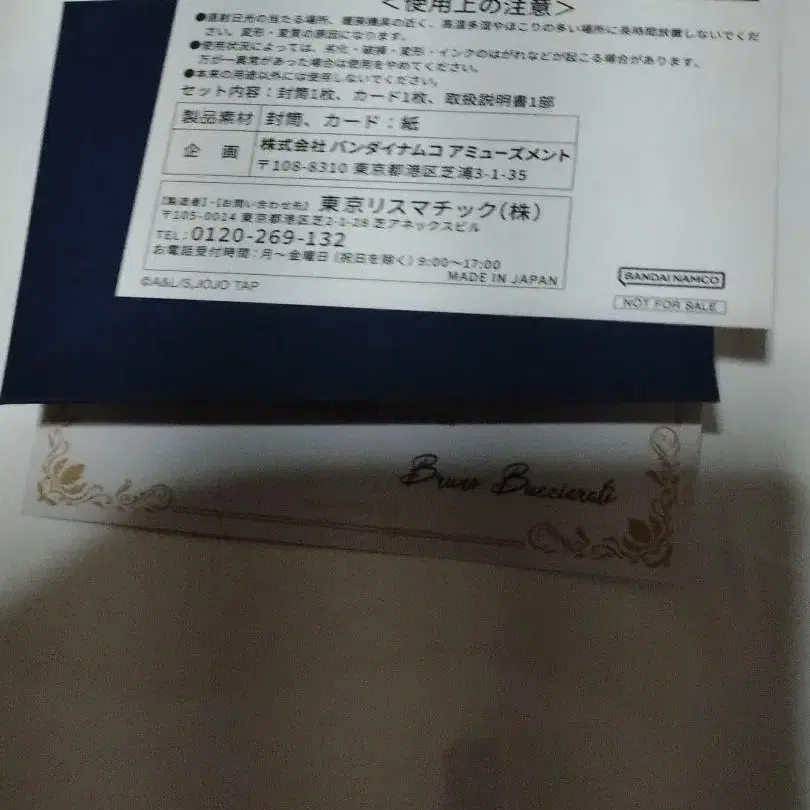 ＜使用上の注意＞
●直射日光の当たる場所、暖房機具の近く、高温多湿やほこりの多い場所に長時間放置しないでくだ
さい。変形・変質の原因になります。
●使用状況によっては、劣化・破損・変形・インクのはがれなどが起こる場合があります。
万が一異常があった場合は使用をやめてください。
●本来の用途以外には使用しないでください。
セット内容：封筒1枚、カード1枚、取扱説明書1部
製品素材 封筒、カード：紙
企 画 株式会社 バンダイナムコ アミューズメント
〒108-8310 東京都港区芝浦3-1-35
【製造者】・【お問い合わせ先】 東京リスマチック(株)
〒105-0014 東京都港区芝2-1-28 芝アネックスビル
TEL：0120-269-132
お電話受付時間：月～金曜日（祝日を除く）9:00～17:00
MADE IN JAPAN
©A&L/S,JOJO TAP
BANDAI NAMCO
NOT FOR SALE
Bruno Bucciarati